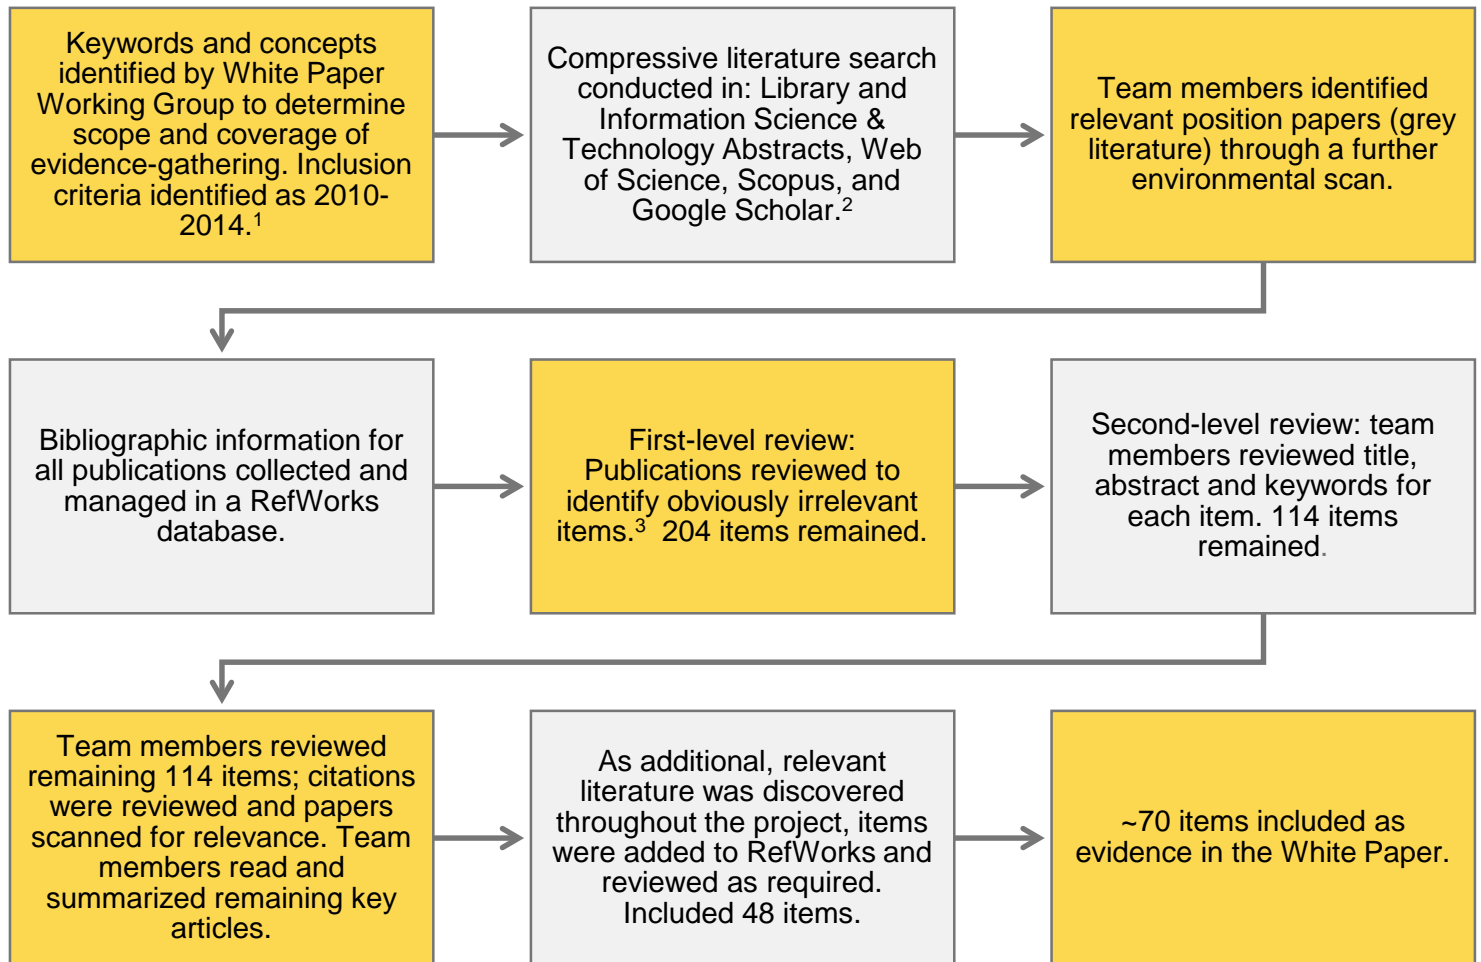 Keywords and concepts
identified by White Paper
Working Group to determine
scope and coverage of
evidence-gathering. Inclusion
criteria identified as 2010-
2014.¹
Compressive literature search
conducted in: Library and
Information Science &
Technology Abstracts, Web
of Science, Scopus, and
Google Scholar.²
Team members identified
relevant position papers (grey
literature) through a further
environmental scan.
Bibliographic information for
all publications collected and
managed in a RefWorks
database.
First-level review:
Publications reviewed to
identify obviously irrelevant
items.³ 204 items remained.
Second-level review: team
members reviewed title,
abstract and keywords for
each item. 114 items
remained.
Team members reviewed
remaining 114 items; citations
were reviewed and papers
scanned for relevance. Team
members read and
summarized remaining key
articles.
As additional, relevant
literature was discovered
throughout the project, items
were added to RefWorks and
reviewed as required.
Included 48 items.
~70 items included as
evidence in the White Paper.